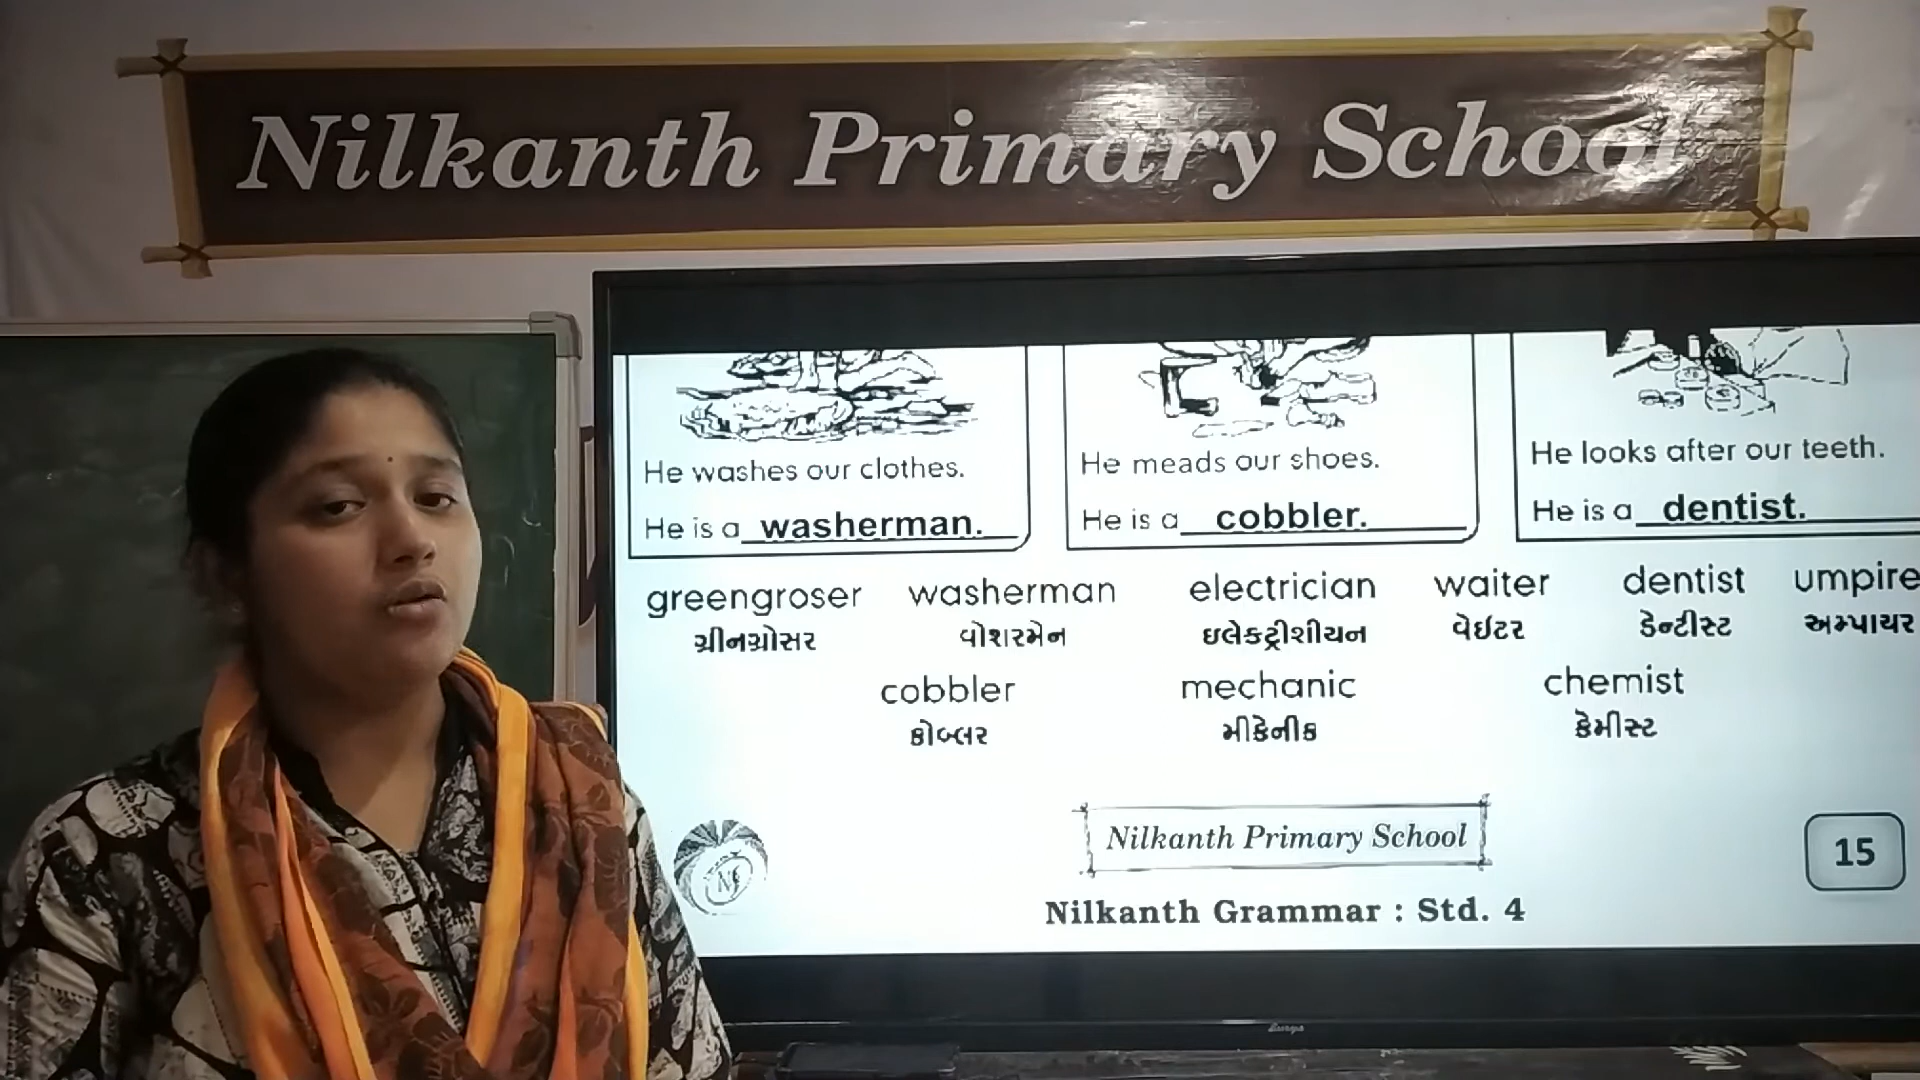 Nilkanth Primary School
He washes our clothes.
He is a washerman.
He meads our shoes.
He is a cobbler.
He looks after our teeth.
He is a dentist.
greengroser washerman electrician waiter dentist umpire
ગ્રીનગ્રોસર વોશરમેન ઇલેકટ્રીશીયન વેઇટર ડેન્ટીસ્ટ અમ્પાયર
cobbler mechanic chemist
કોબ્લર મીકેનીક કેમીસ્ટ
Nilkanth Primary School
15
Nilkanth Grammar : Std. 4